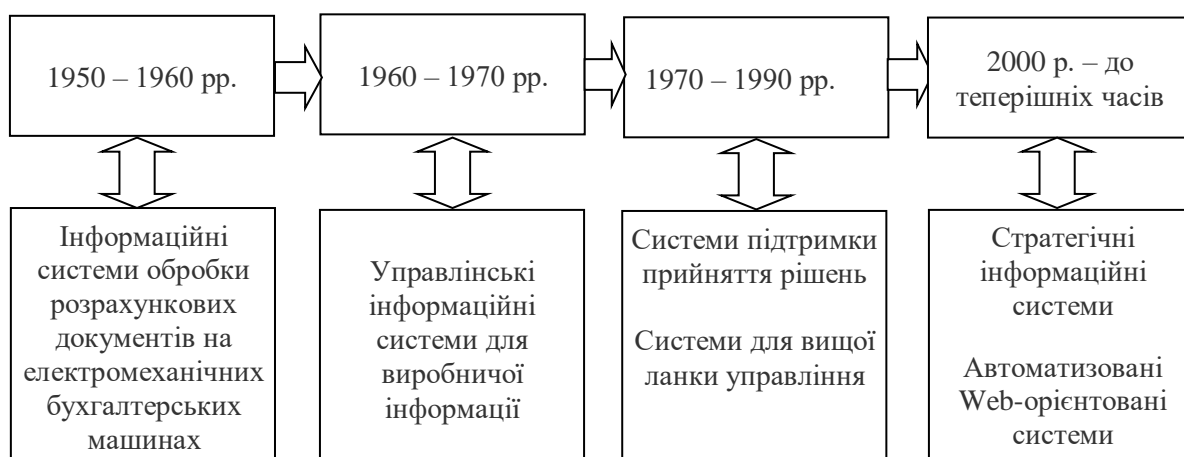 1950 – 1960 рр.
1960 – 1970 рр.
1970 – 1990 рр.
2000 р. – до
теперішніх часів
Інформаційні
системи обробки
розрахункових
документів на
електромеханічних
бухгалтерських
машинах
Управлінські
інформаційні
системи для
виробничої
інформації
Системи підтримки
прийняття рішень
Системи для вищої
ланки управління
Стратегічні
інформаційні
системи
Автоматизовані
Web-орієнтовані
системи